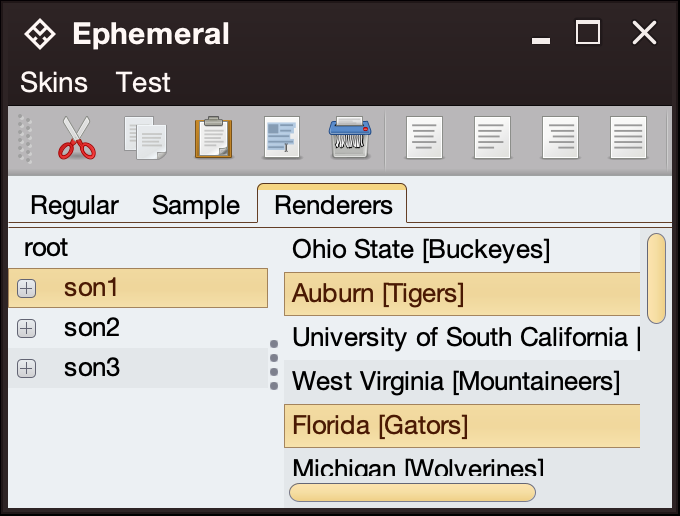 Ephemeral
Skins Test
Regular Sample Renderers
root
son1
son2
son3
Ohio State [Buckeyes]
Auburn [Tigers]
University of South California [
West Virginia [Mountaineers]
Florida [Gators]
Michigan [Wolverines]